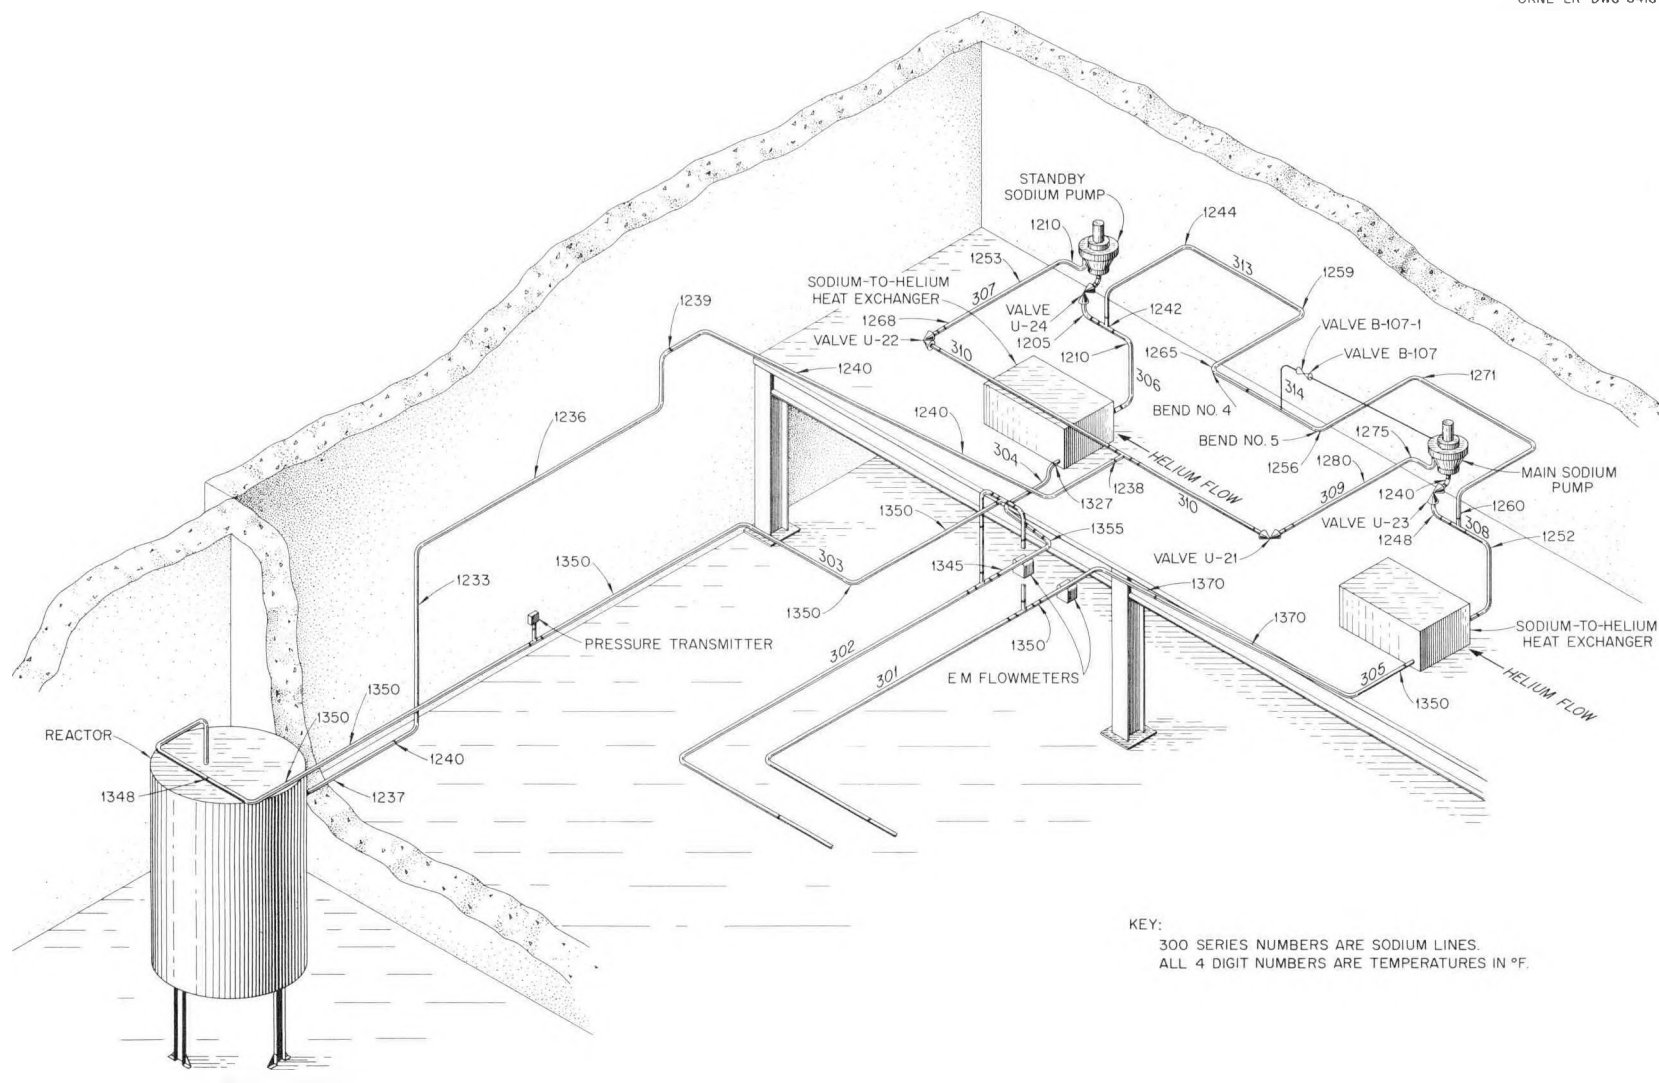 STANDBY
SODIUM PUMP
1244
1210
1253
313
1259
SODIUM-TO-HELIUM
HEAT EXCHANGER
307
VALVE
U-24
1242
1239
1268
1205
VALVE B-107-1
VALVE U-22
310
1210
VALVE B-107
1265
1271
1240
306
314
BEND NO. 4
1236
1240
BEND NO. 5
1275
304
HELIUM FLOW
1256
1280
MAIN SODIUM
PUMP
1238
309
1240
1327
310
1260
1350
VALVE U-23
1355
308
1248
1252
303
VALVE U-21
1233
1350
1345
1370
1350
PRESSURE TRANSMITTER
1370
SODIUM-TO-HELIUM
HEAT EXCHANGER
302
1350
301
EM FLOWMETERS
305
1350
HELIUM FLOW
1350
1350
REACTOR
1240
1348
1237
KEY:
300 SERIES NUMBERS ARE SODIUM LINES.
ALL 4 DIGIT NUMBERS ARE TEMPERATURES IN °F.